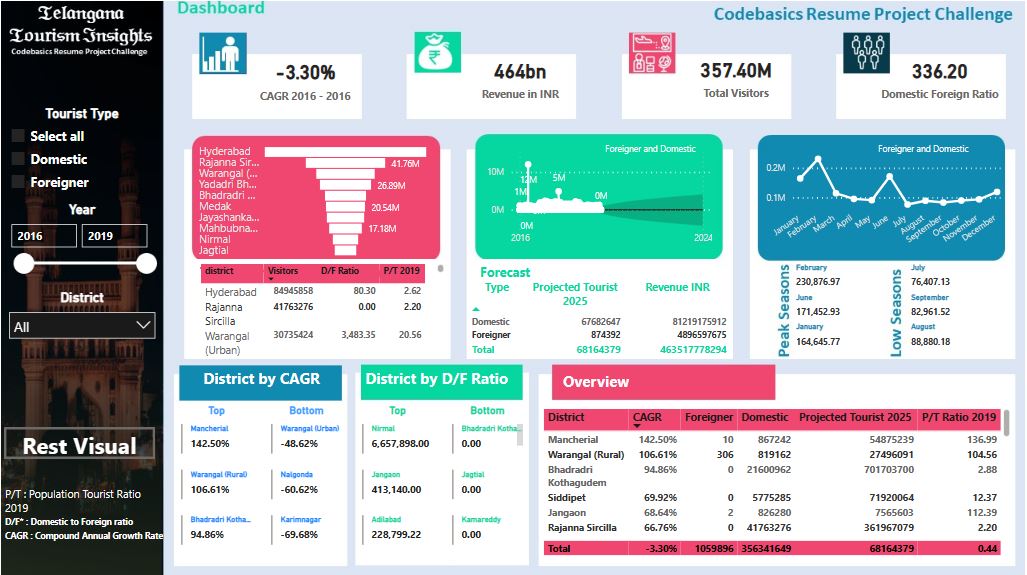 Telangana
Tourism Insights
Codebasics Resume Project Challenge
Tourist Type
Select all
Domestic
Foreigner
Year
2016
2019
District
All
Rest Visual
P/T : Population Tourist Ratio
2019
D/F* : Domestic to Foreign ratio
CAGR : Compound Annual Growth Rate
Dashboard
Codebasics Resume Project Challenge
-3.30%
CAGR 2016 - 2016
464bn
Revenue in INR
357.40M
Total Visitors
336.20
Domestic Foreign Ratio
Hyderabad
Rajanna Sir... 41.76M
Warangal (...
Yadadri Bh... 26.89M
Bhadradri ...
Medak 20.54M
Jayashanka...
Mahbubna... 17.18M
Nirmal
Jagtial
district Visitors D/F Ratio P/T 2019
Hyderabad 84945858 80.30 2.62
Rajanna 41763276 0.00 2.20
Sircilla
Warangal 30735424 3,483.35 20.56
(Urban)
Foreigner and Domestic
10M
0M
12M
5M
1M
0M
0M
2016
2024
Forecast
Type Projected Tourist Revenue INR
2025
Domestic 67682647 81219175912
Foreigner 874392 4896597675
Total 68164379 463517778294
Foreigner and Domestic
0.2M
0.1M
January
February
March
April
May
June
July
August
September
October
November
December
Peak Seasons
February
230,876.97
June
171,452.93
January
164,645.77
Low Seasons
July
76,407.13
September
82,961.52
August
88,880.18
District by CAGR
Top Bottom
Mancherial Warangal (Urban)
142.50% -48.62%
Warangal (Rural) Nalgonda
106.61% -60.62%
Bhadradri Kotha... Karimnagar
94.86% -69.68%
District by D/F Ratio
Top Bottom
Nirmal Bhadradri Kotha...
6,657,898.00 0.00
Jangaon Jagtial
413,140.00 0.00
Adilabad Kamareddy
228,799.22 0.00
Overview
District CAGR Foreigner Domestic Projected Tourist 2025 P/T Ratio 2019
Mancherial 142.50% 10 867242 54875239 136.99
Warangal (Rural) 106.61% 306 819162 27496091 104.56
Bhadradri 94.86% 0 21600962 701703700 2.88
Kothagudem
Siddipet 69.92% 0 5775285 71920064 12.37
Jangaon 68.64% 2 826280 7565603 112.39
Rajanna Sircilla 66.76% 0 41763276 361967079 2.20
Total -3.30% 1059896 356341649 68164379 0.44